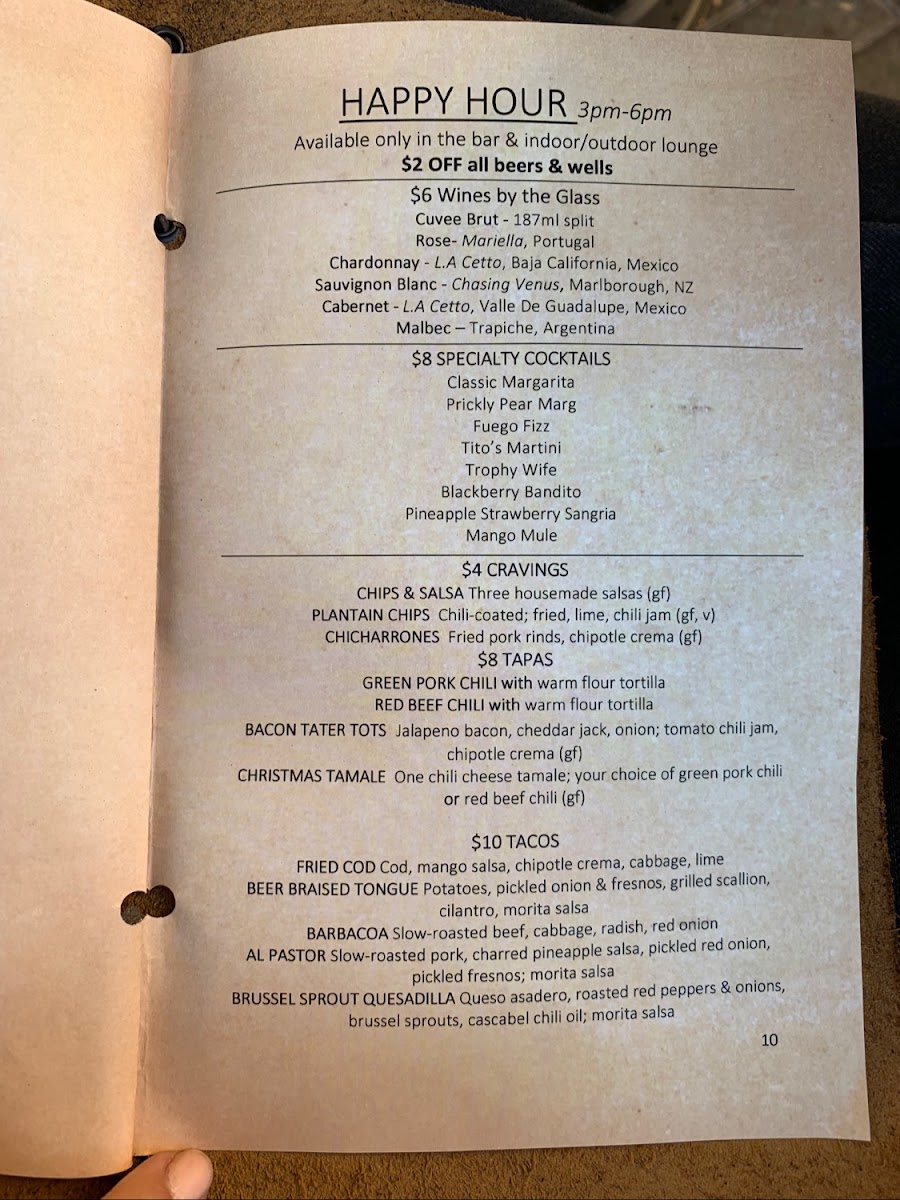 HAPPY HOUR 3pm-6pm
Available only in the bar & indoor/outdoor lounge
$2 OFF all beers & wells
$6 Wines by the Glass
Cuvee Brut - 187ml split
Rose- Mariella, Portugal
Chardonnay - L.A Cetto, Baja California, Mexico
Sauvignon Blanc - Chasing Venus, Marlborough, NZ
Cabernet - L.A Cetto, Valle De Guadalupe, Mexico
Malbec – Trapiche, Argentina
$8 SPECIALTY COCKTAILS
Classic Margarita
Prickly Pear Marg
Fuego Fizz
Tito's Martini
Trophy Wife
Blackberry Bandito
Pineapple Strawberry Sangria
Mango Mule
$4 CRAVINGS
CHIPS & SALSA Three housemade salsas (gf)
PLANTAIN CHIPS Chili-coated; fried, lime, chili jam (gf, v)
CHICHARRONES Fried pork rinds, chipotle crema (gf)
$8 TAPAS
GREEN PORK CHILI with warm flour tortilla
RED BEEF CHILI with warm flour tortilla
BACON TATER TOTS Jalapeno bacon, cheddar jack, onion; tomato chili jam,
chipotle crema (gf)
CHRISTMAS TAMALE One chili cheese tamale; your choice of green pork chili
or red beef chili (gf)
$10 TACOS
FRIED COD Cod, mango salsa, chipotle crema, cabbage, lime
BEER BRAISED TONGUE Potatoes, pickled onion & fresnos, grilled scallion,
cilantro, morita salsa
BARBACOA Slow-roasted beef, cabbage, radish, red onion
AL PASTOR Slow-roasted pork, charred pineapple salsa, pickled red onion,
pickled fresnos; morita salsa
BRUSSEL SPROUT QUESADILLA Queso asadero, roasted red peppers & onions,
brussel sprouts, cascabel chili oil; morita salsa
10